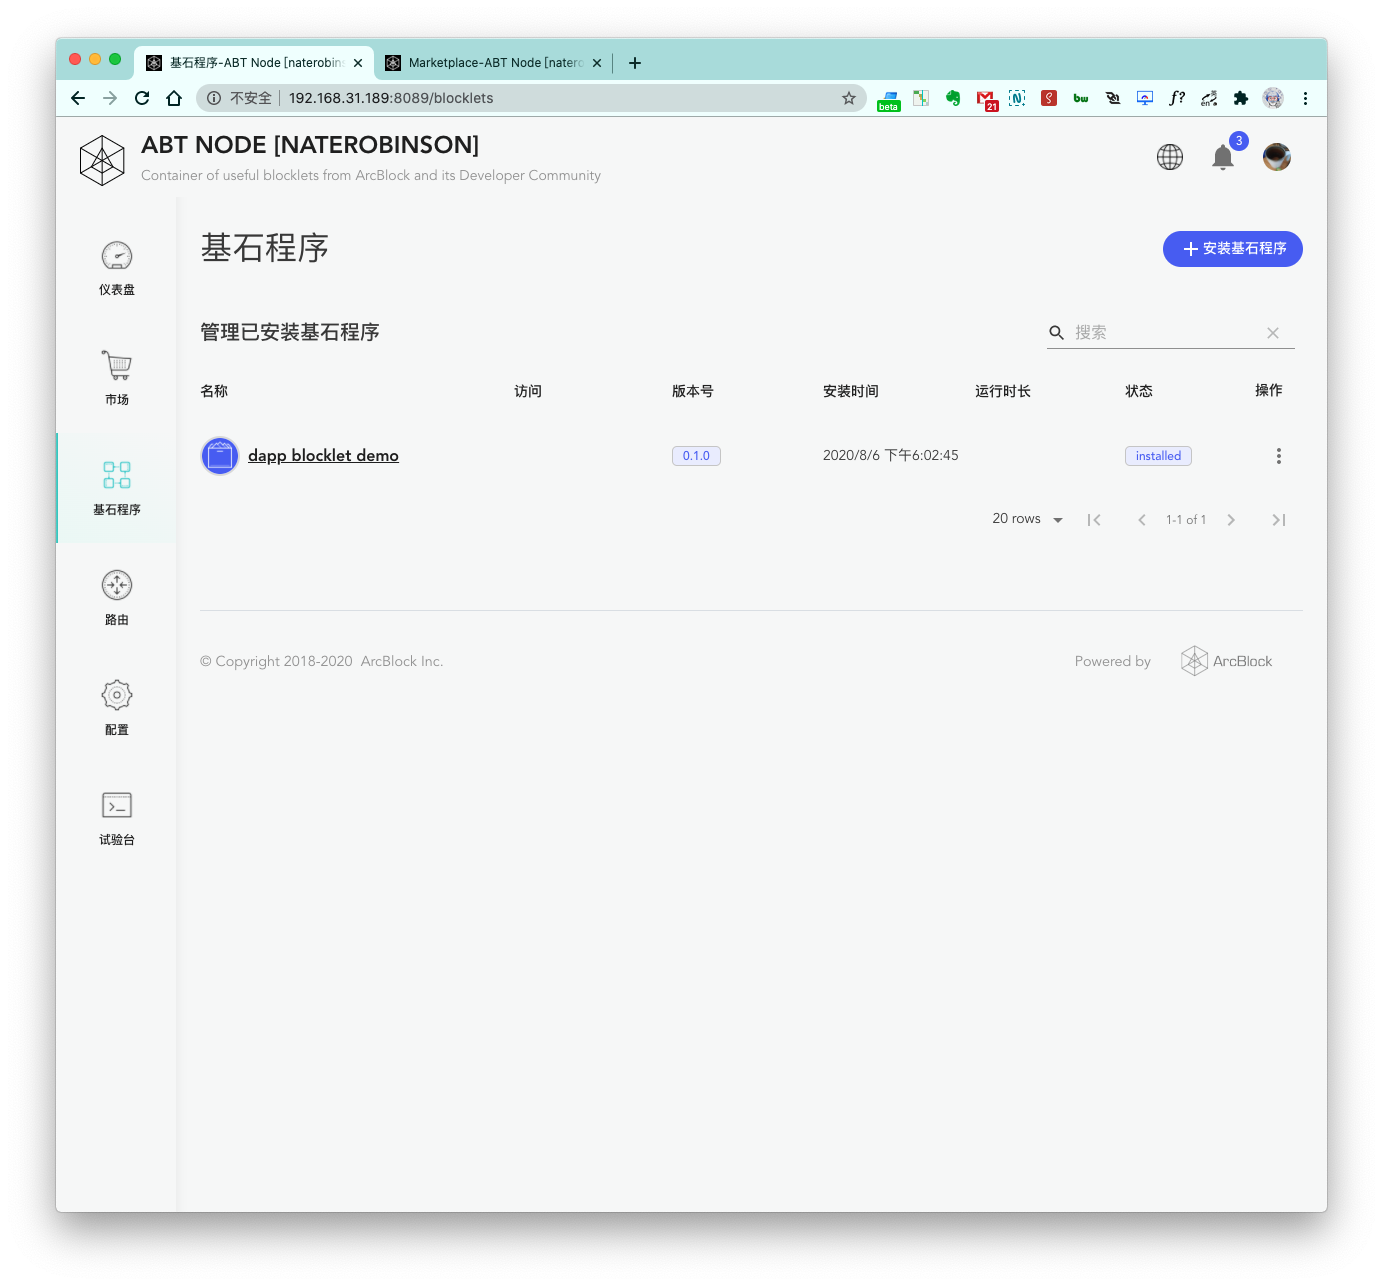 基石程序-ABT Node [naterobins
Marketplace-ABT Node [natero
不安全
192.168.31.189:8089/blocklets
beta
21
bw
f?
en
ABT NODE [NATEROBINSON]
Container of useful blocklets from ArcBlock and its Developer Community
3
仪表盘
市场
基石程序
路由
配置
试验台
基石程序
安装基石程序
管理已安装基石程序
搜索
名称 访问 版本号 安装时间 运行时长 状态 操作
dapp blocklet demo 0.1.0 2020/8/6 下午6:02:45 installed
20 rows 1-1 of 1
© Copyright 2018-2020 ArcBlock Inc.
Powered by ArcBlock